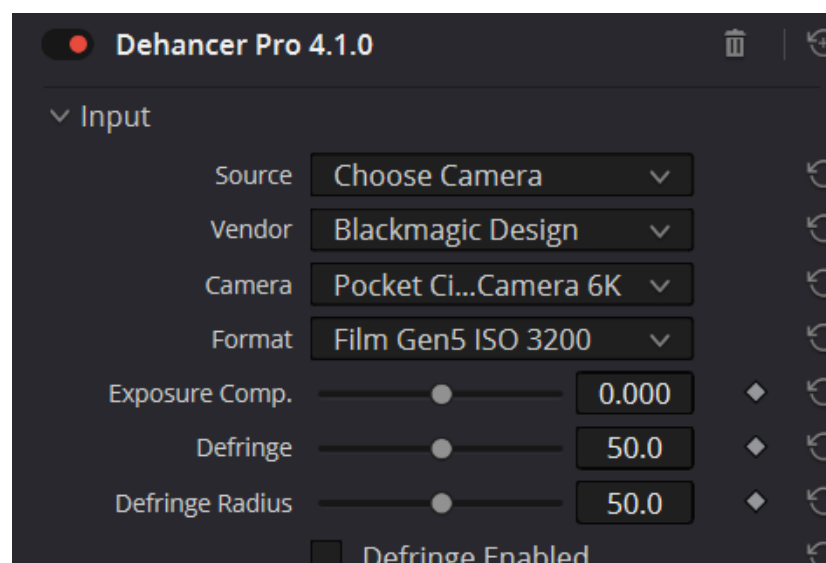 Dehancer Pro 4.1.0
Input
Source Choose Camera
Vendor Blackmagic Design
Camera Pocket Ci...Camera 6K
Format Film Gen5 ISO 3200
Exposure Comp. 0.000
Defringe 50.0
Defringe Radius 50.0
Defringe Enabled